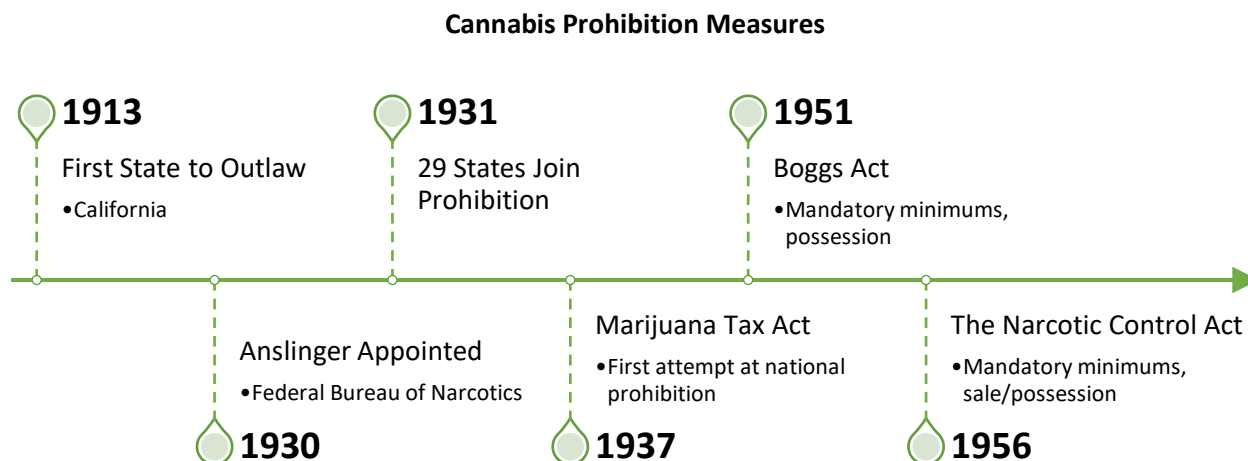 Cannabis Prohibition Measures
1913
First State to Outlaw
•California
1931
29 States Join
Prohibition
1951
Boggs Act
•Mandatory minimums,
possession
Anslinger Appointed
•Federal Bureau of Narcotics
1930
Marijuana Tax Act
•First attempt at national
prohibition
1937
The Narcotic Control Act
•Mandatory minimums,
sale/possession
1956